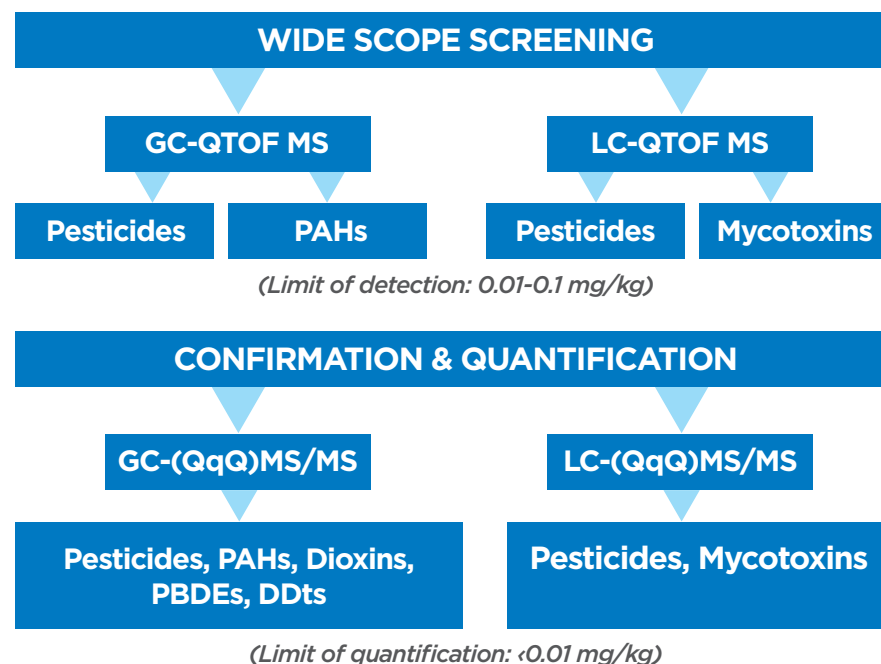 WIDE SCOPE SCREENING
GC-QTOF MS
LC-QTOF MS
Pesticides
PAHs
Pesticides
Mycotoxins
(Limit of detection: 0.01-0.1 mg/kg)
CONFIRMATION & QUANTIFICATION
GC-(QqQ)MS/MS
LC-(QqQ)MS/MS
Pesticides, PAHs, Dioxins,
PBDEs, DDts
Pesticides, Mycotoxins
(Limit of quantification: <0.01 mg/kg)